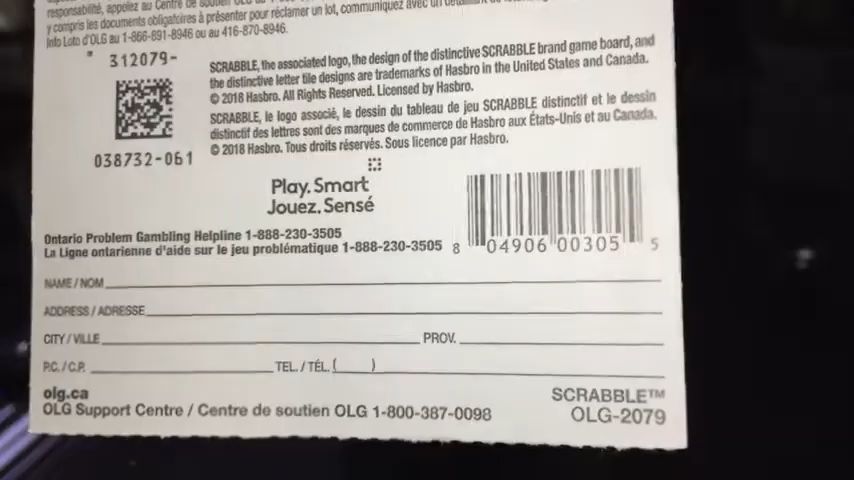 responsabilité, appelez au Centre de soutien OLG au
y compris les documents obligatoires à présenter pour réclamer un lot, communiquez avec un
Info Loto d'OLG au 1-866-891-8946 ou au 416-870-8946.
312079-
038732-061
SCRABBLE, the associated logo, the design of the distinctive SCRABBLE brand game board, and
the distinctive letter tile designs are trademarks of Hasbro in the United States and Canada.
© 2018 Hasbro. All Rights Reserved. Licensed by Hasbro.
SCRABBLE, le logo associé, le dessin du tableau de jeu SCRABBLE distinctif et le dessin
distinctif des lettres sont des marques de commerce de Hasbro aux États-Unis et au Canada.
© 2018 Hasbro. Tous droits réservés. Sous licence par Hasbro.
Play. Smart
Jouez. Sensé
Ontario Problem Gambling Helpline 1-888-230-3505
La Ligne ontarienne d'aide sur le jeu problématique 1-888-230-3505
8 04906 00305 5
NAME / NOM
ADDRESS / ADRESSE
CITY / VILLE PROV.
P.C. / C.P. TEL. / TÉL. ( )
olg.ca
OLG Support Centre / Centre de soutien OLG 1-800-387-0098
SCRABBLE™
OLG-2079